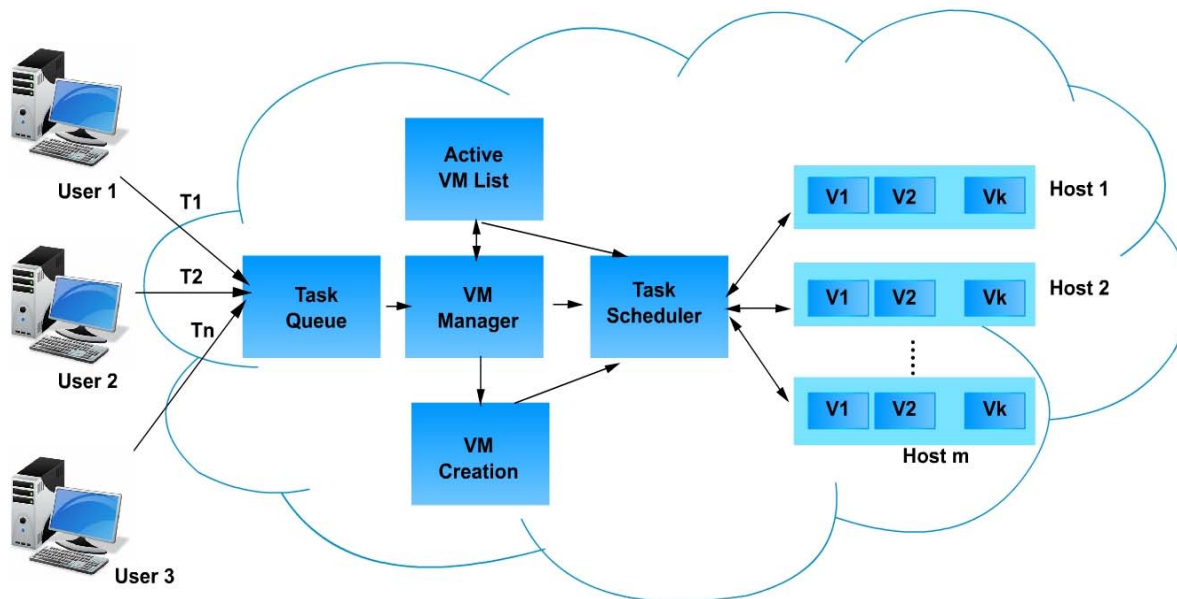 User 1
T1
User 2
T2
User 3
Tn
Task
Queue
Active
VM List
VM
Manager
VM
Creation
Task
Scheduler
V1 V2 Vk
Host 1
V1 V2 Vk
Host 2
V1 V2 Vk
Host m